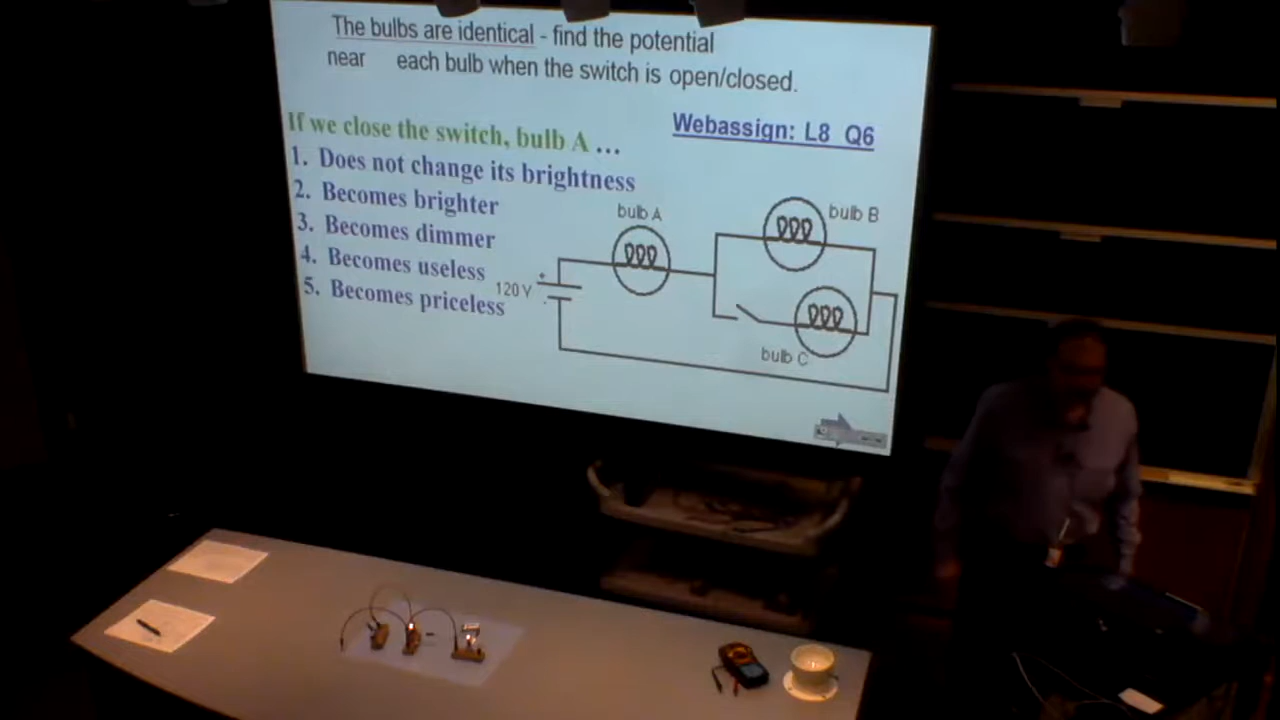 The bulbs are identical - find the potential
near each bulb when the switch is open/closed.
If we close the switch, bulb A ...
Webassign: L8 Q6
1. Does not change its brightness
2. Becomes brighter
3. Becomes dimmer
4. Becomes useless
5. Becomes priceless
bulb A
bulb B
120 V
+
-
bulb C